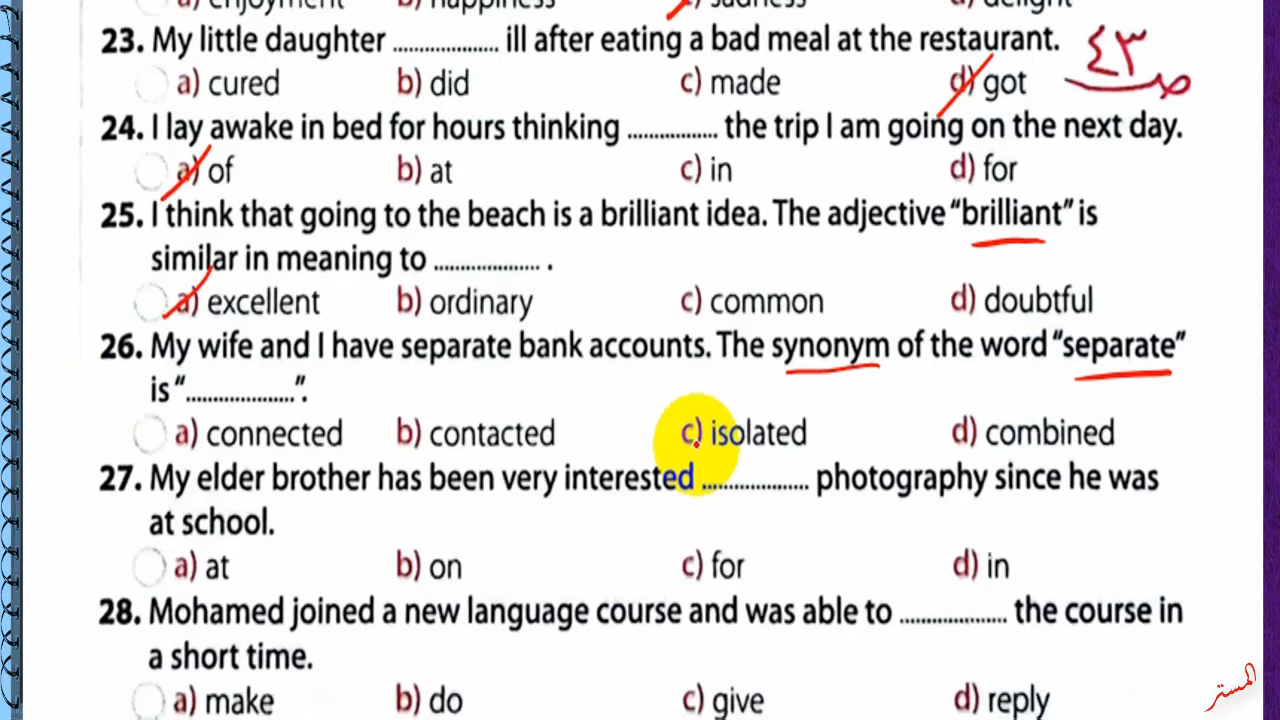 a) enjoyment b) happiness c) sadness d) delight
23. My little daughter .................... ill after eating a bad meal at the restaurant. ص ٤٣
a) cured b) did c) made d) got
24. I lay awake in bed for hours thinking ................ the trip I am going on the next day.
a) of b) at c) in d) for
25. I think that going to the beach is a brilliant idea. The adjective “brilliant” is
similar in meaning to .................... .
a) excellent b) ordinary c) common d) doubtful
26. My wife and I have separate bank accounts. The synonym of the word “separate”
is “....................”.
a) connected b) contacted c) isolated d) combined
27. My elder brother has been very interested .................... photography since he was
at school.
a) at b) on c) for d) in
28. Mohamed joined a new language course and was able to .................... the course in
a short time.
a) make b) do c) give d) reply
المستر